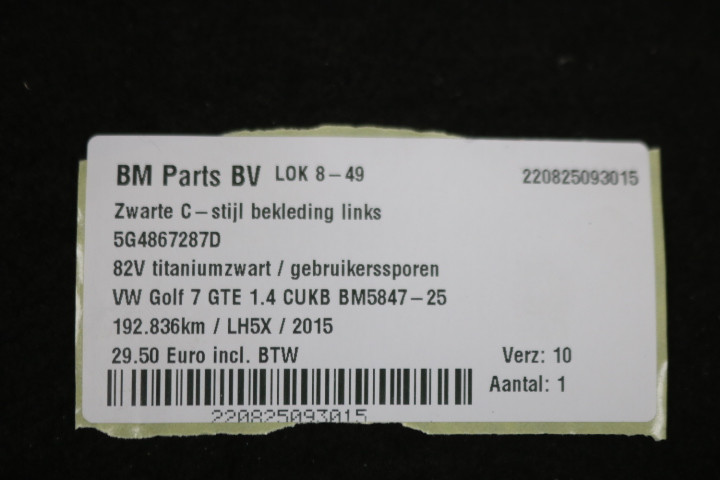 BM Parts BV LOK 8-49 220825093015
Zwarte C-stijl bekleding links
5G4867287D
82V titaniumzwart / gebruikerssporen
VW Golf 7 GTE 1.4 CUKB BM5847-25
192.836km / LH5X / 2015
29.50 Euro incl. BTW Verz: 10
Aantal: 1
220825093015